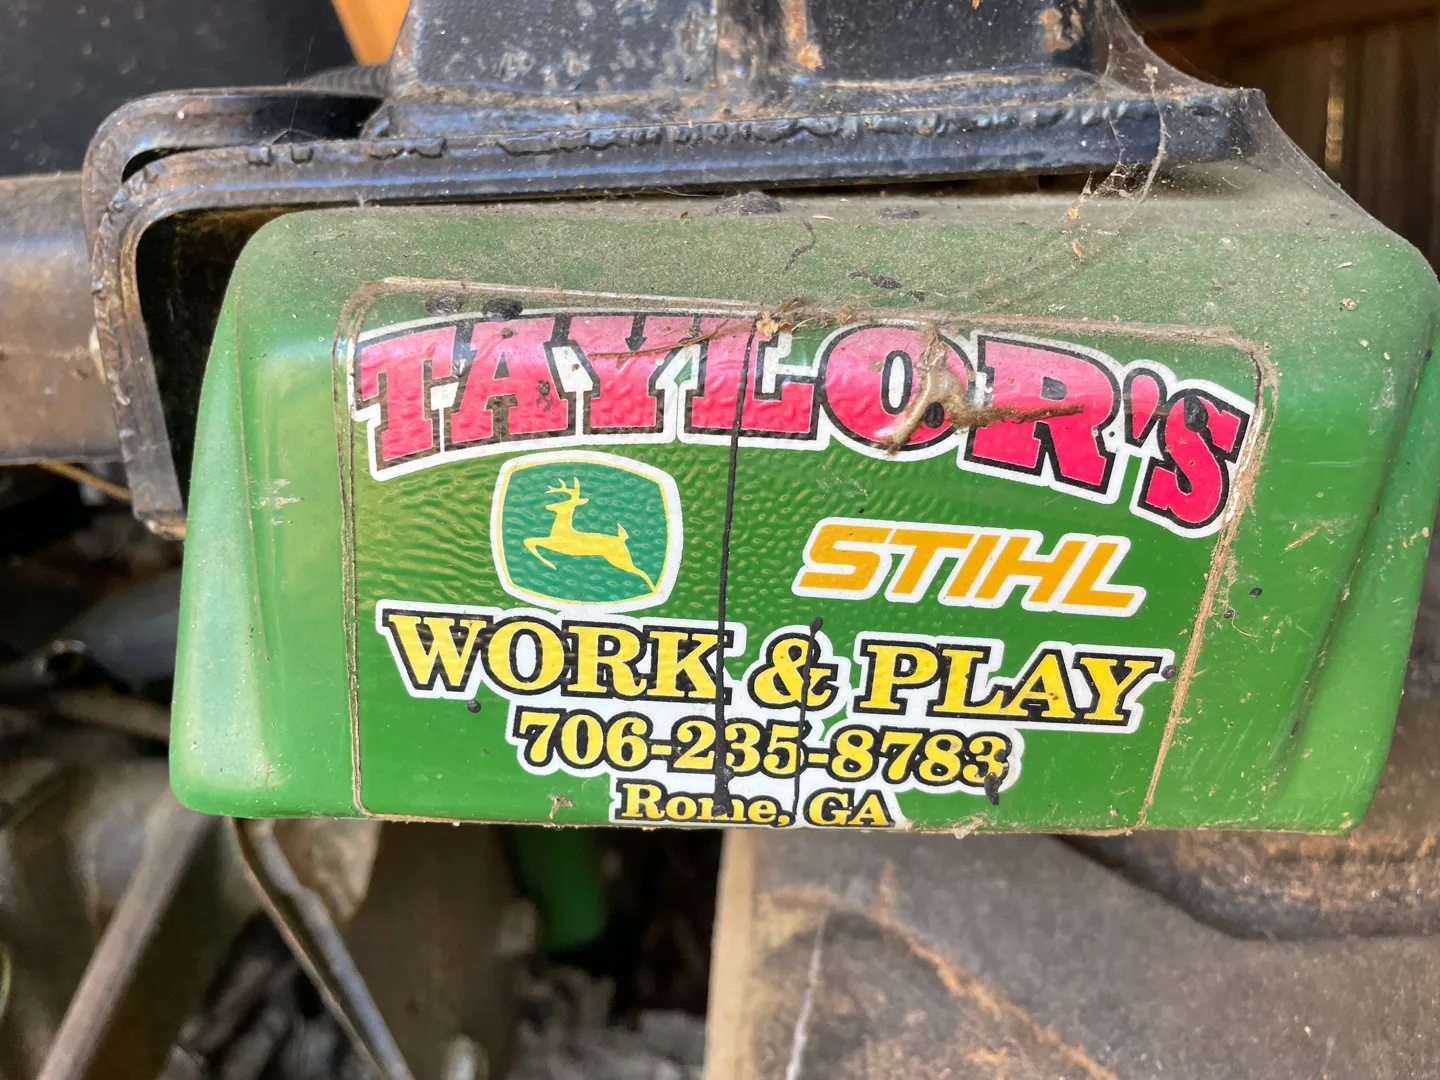 TAYLOR'S
STIHL
WORK & PLAY
706-235-8783
Rome, GA